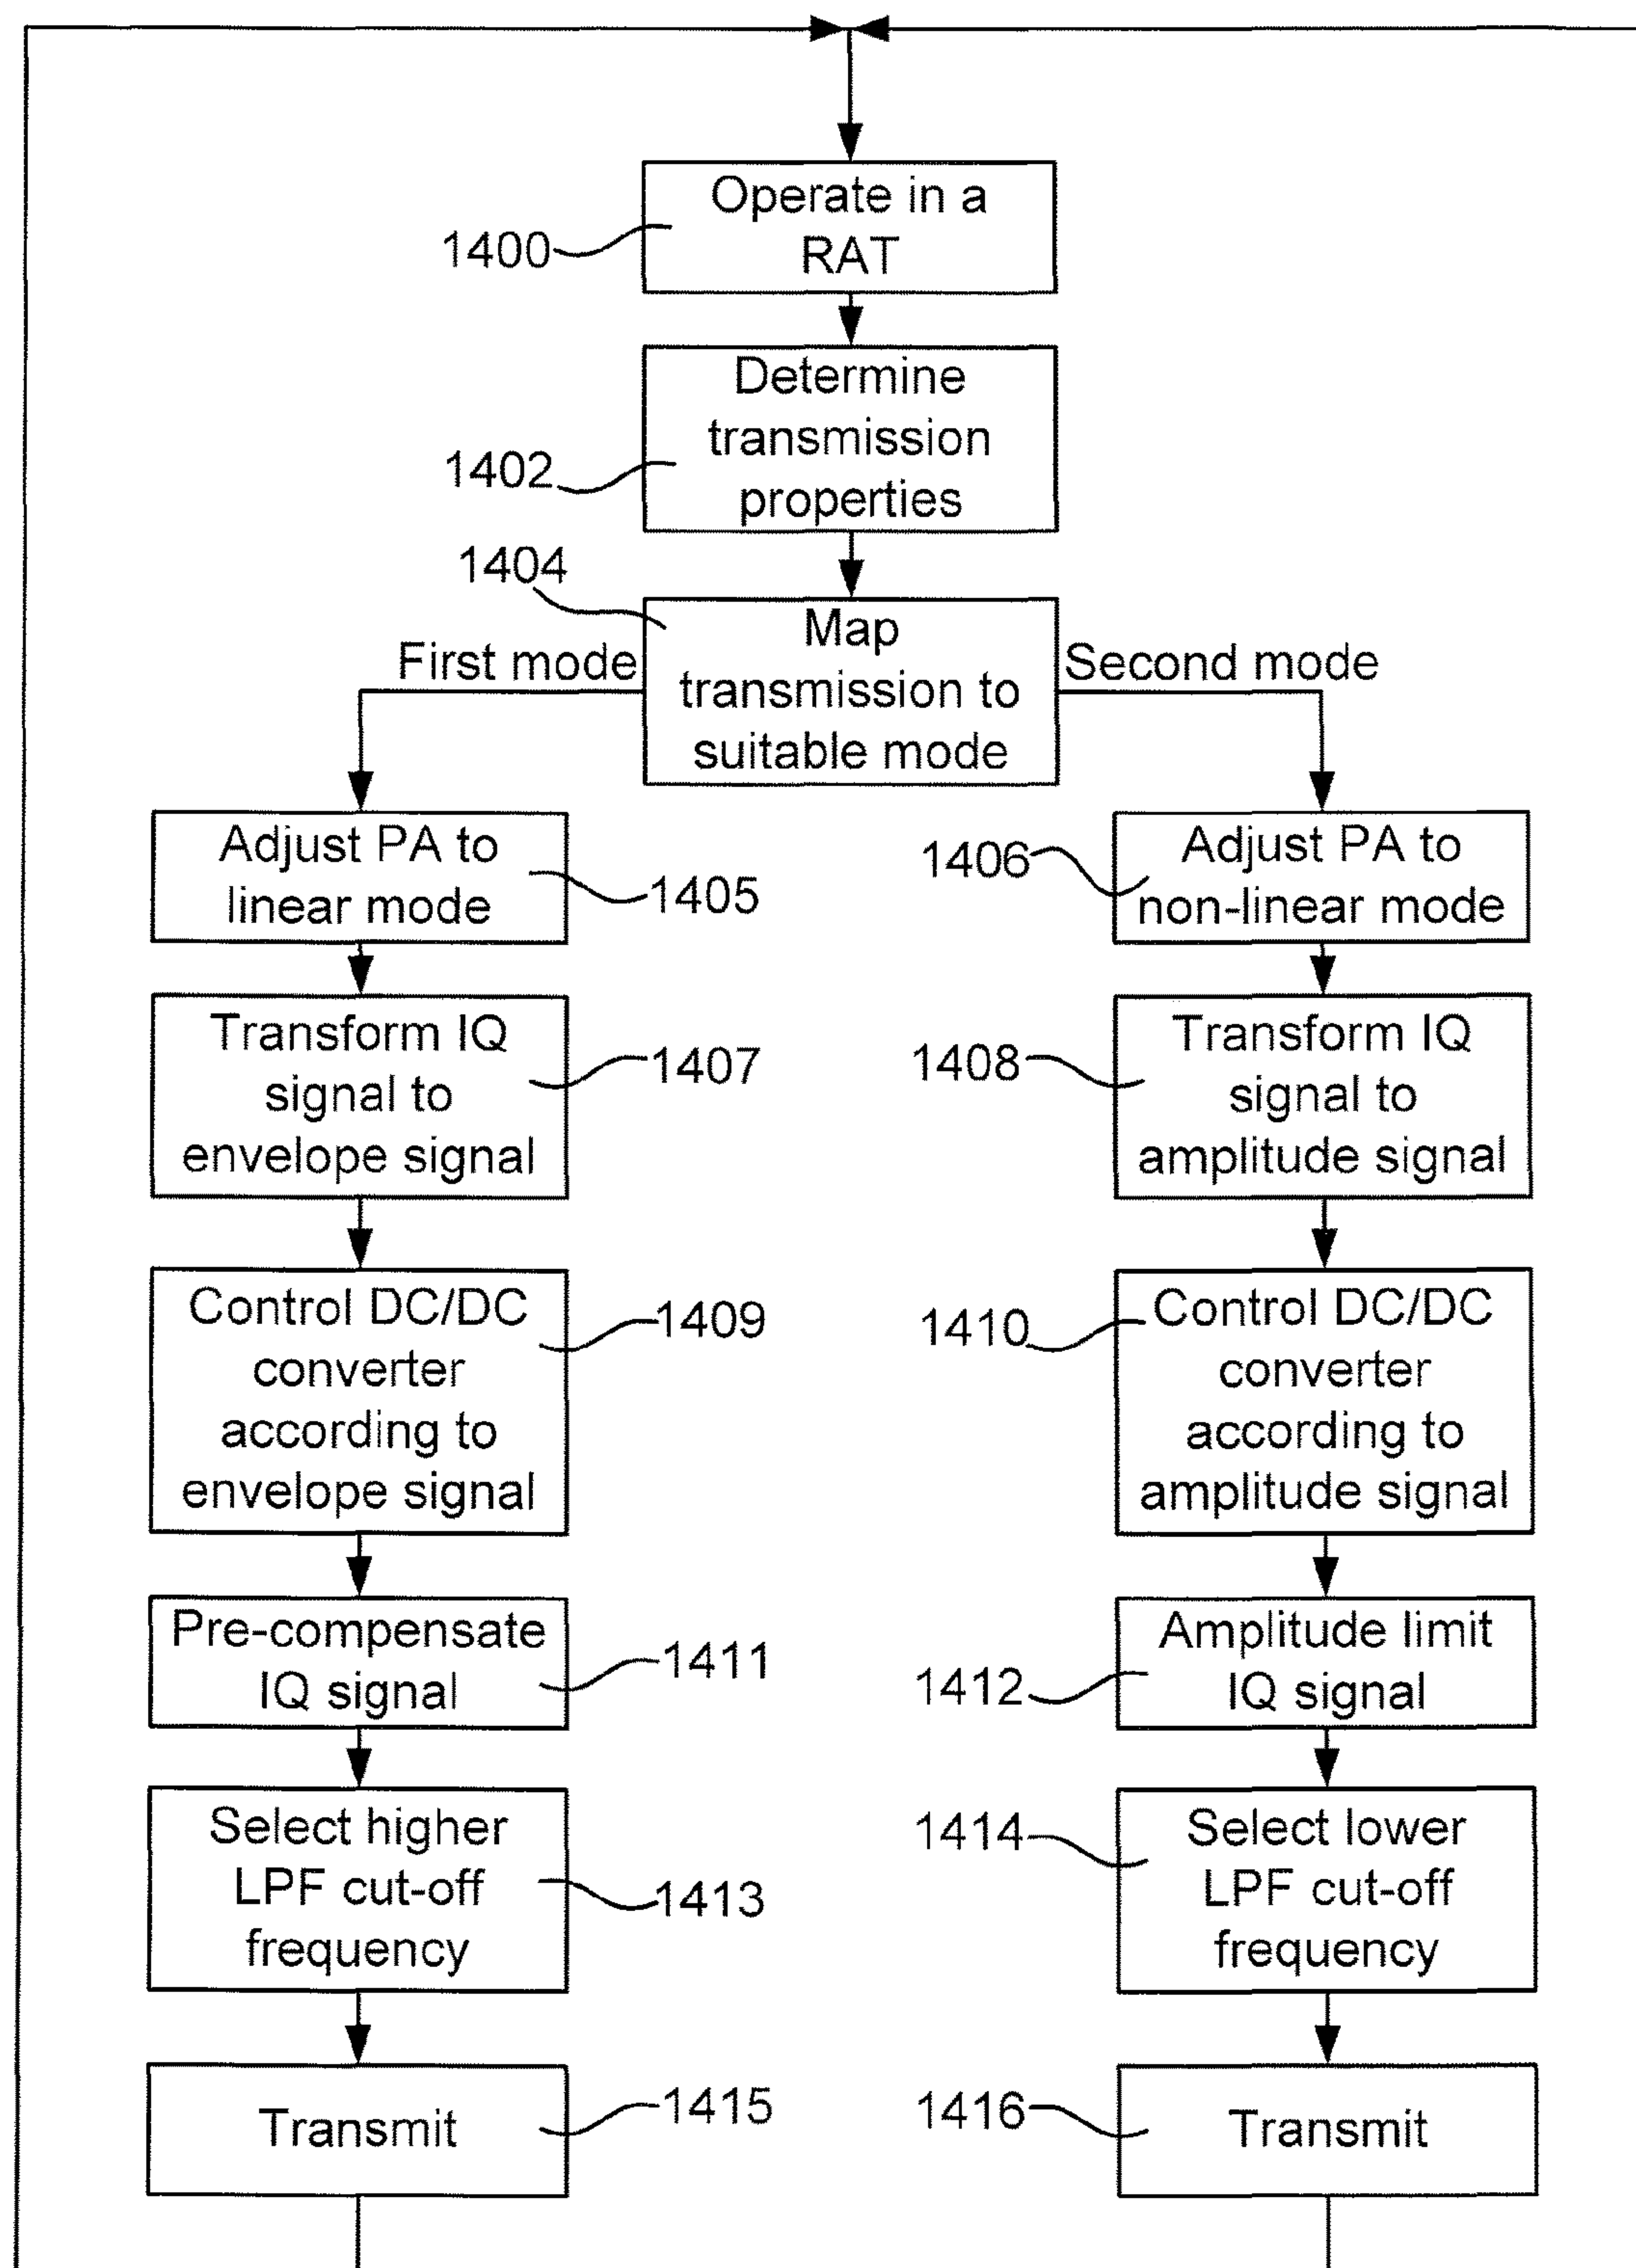 Operate in a
RAT
1400
Determine
transmission
properties
1402
1404
Map
transmission to
suitable mode
First mode
Second mode
Adjust PA to
linear mode
1405
1406
Adjust PA to
non-linear mode
Transform IQ
signal to
envelope signal
1407
1408
Transform IQ
signal to
amplitude signal
Control DC/DC
converter
according to
envelope signal
1409
1410
Control DC/DC
converter
according to
amplitude signal
Pre-compensate
IQ signal
1411
1412
Amplitude limit
IQ signal
Select higher
LPF cut-off
frequency
1413
1414
Select lower
LPF cut-off
frequency
Transmit
1415
1416
Transmit